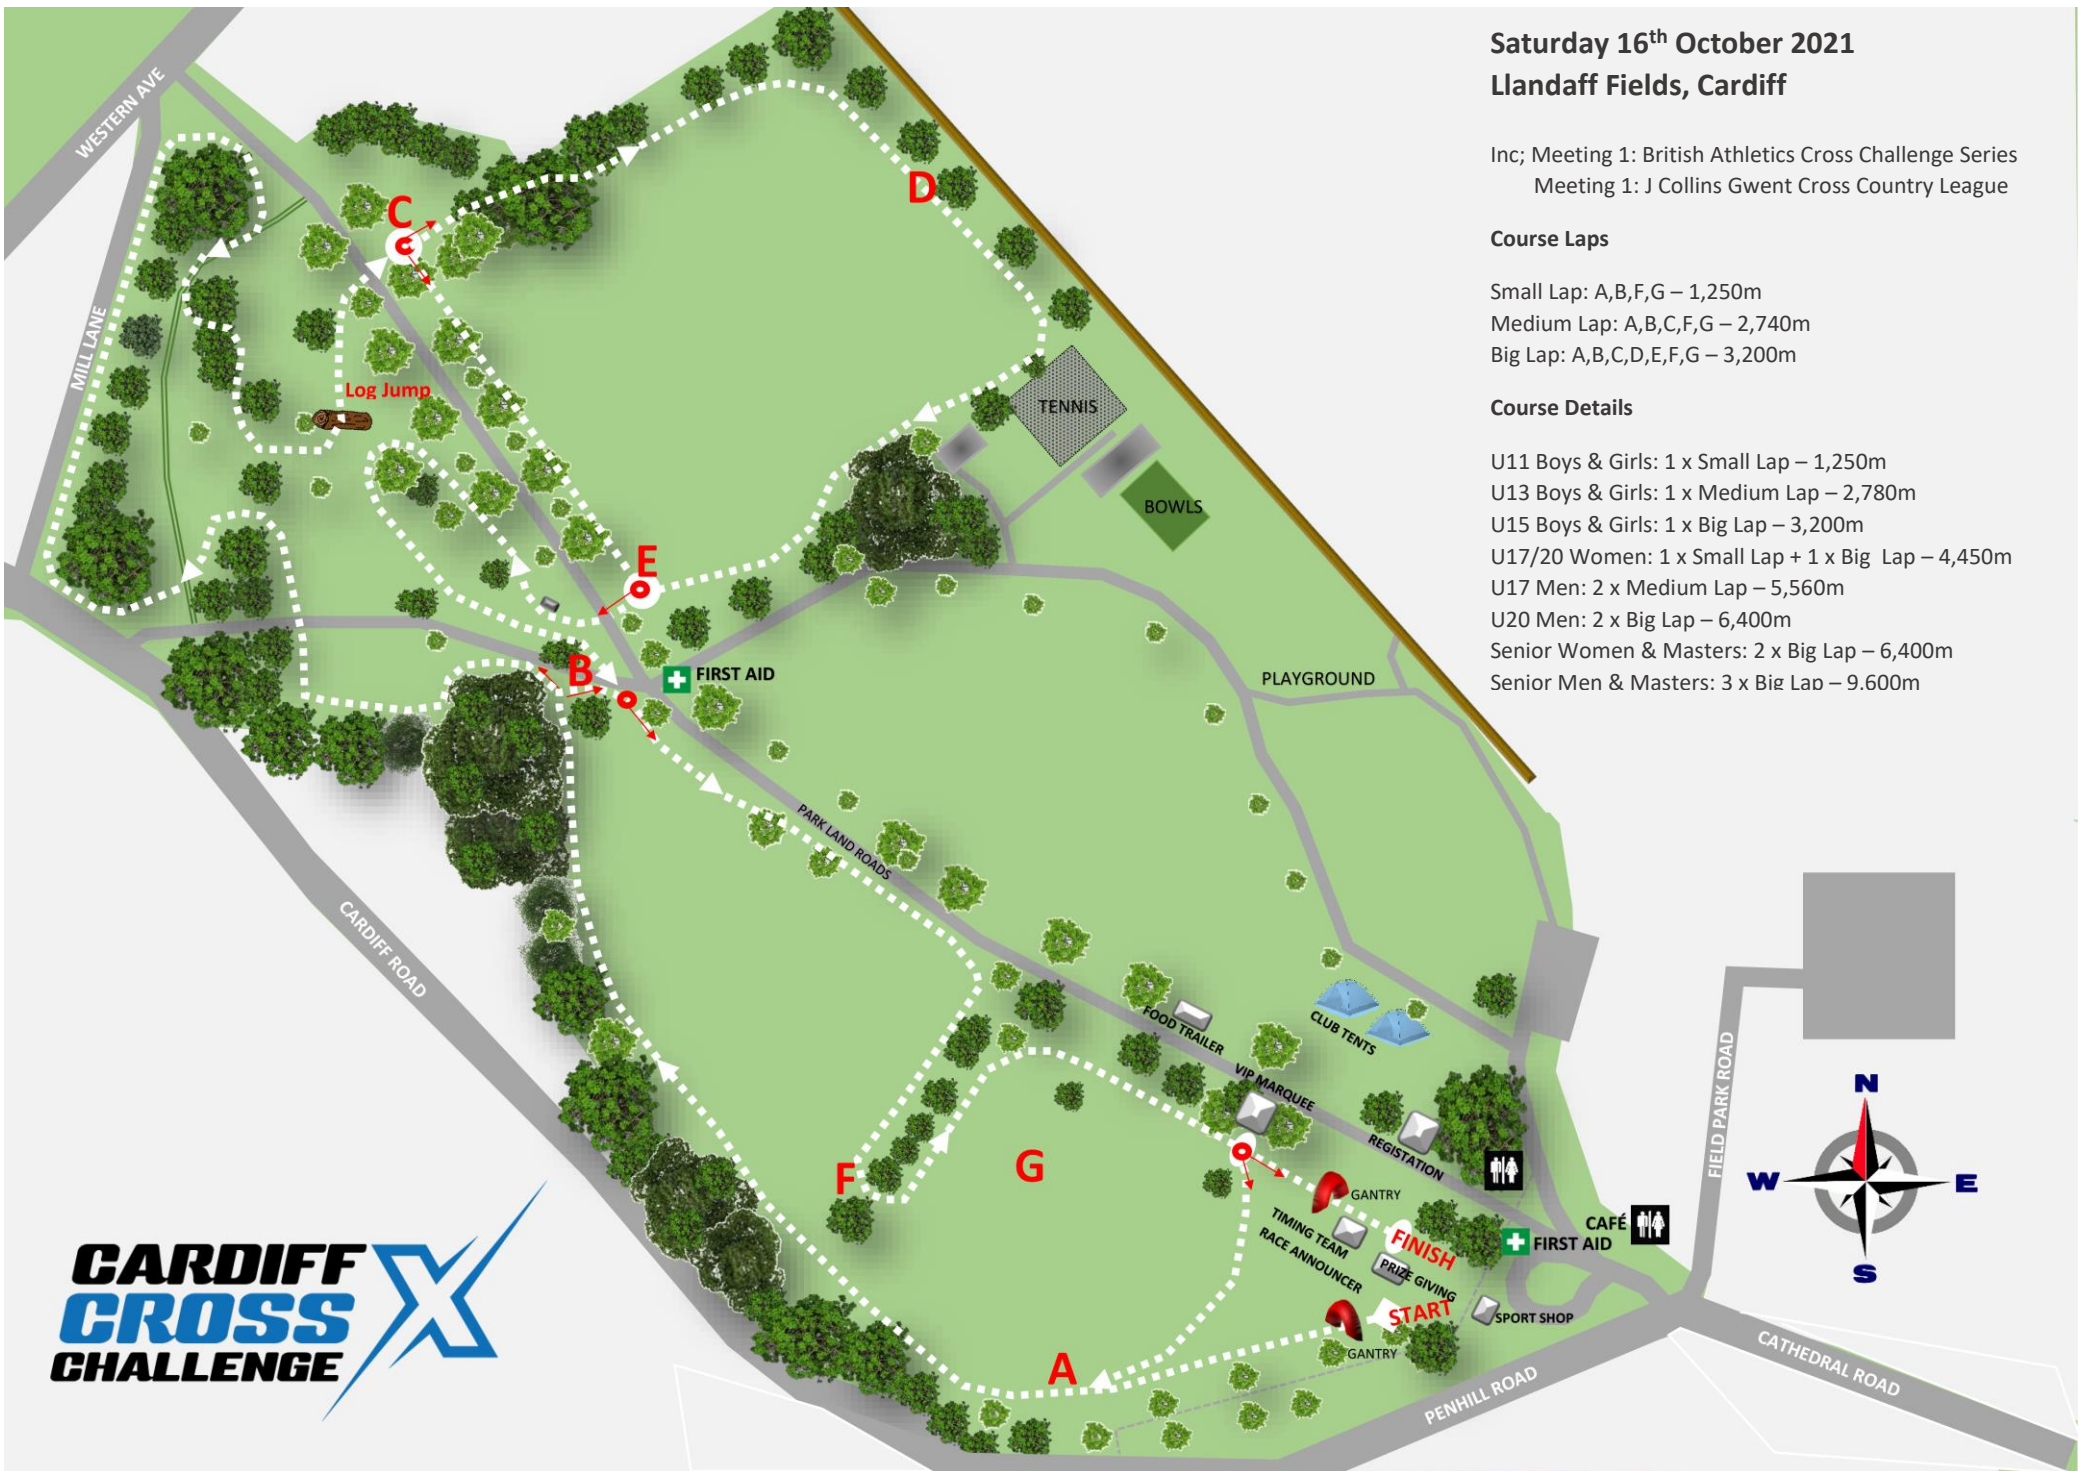 Saturday 16th October 2021
Llandaff Fields, Cardiff
Inc; Meeting 1: British Athletics Cross Challenge Series
Meeting 1: J Collins Gwent Cross Country League
Course Laps
Small Lap: A,B,F,G – 1,250m
Medium Lap: A,B,C,F,G – 2,740m
Big Lap: A,B,C,D,E,F,G – 3,200m
Course Details
U11 Boys & Girls: 1 x Small Lap – 1,250m
U13 Boys & Girls: 1 x Medium Lap – 2,780m
U15 Boys & Girls: 1 x Big Lap – 3,200m
U17/20 Women: 1 x Small Lap + 1 x Big Lap – 4,450m
U17 Men: 2 x Medium Lap – 5,560m
U20 Men: 2 x Big Lap – 6,400m
Senior Women & Masters: 2 x Big Lap – 6,400m
Senior Men & Masters: 3 x Big Lap – 9.600m
WESTERN AVE
MILL LANE
C
D
Log Jump
TENNIS
BOWLS
E
B
FIRST AID
PLAYGROUND
PARK LAND ROADS
CARDIFF ROAD
FOOD TRAILER
CLUB TENTS
VIP MARQUEE
REGISTATION
F
G
GANTRY
TIMING TEAM
RACE ANNOUNCER
FINISH
PRIZE GIVING
START
GANTRY
A
CAFÉ
FIRST AID
SPORT SHOP
FIELD PARK ROAD
PENHILL ROAD
CATHEDRAL ROAD
N
W
E
S
CARDIFF
CROSS
CHALLENGE
X